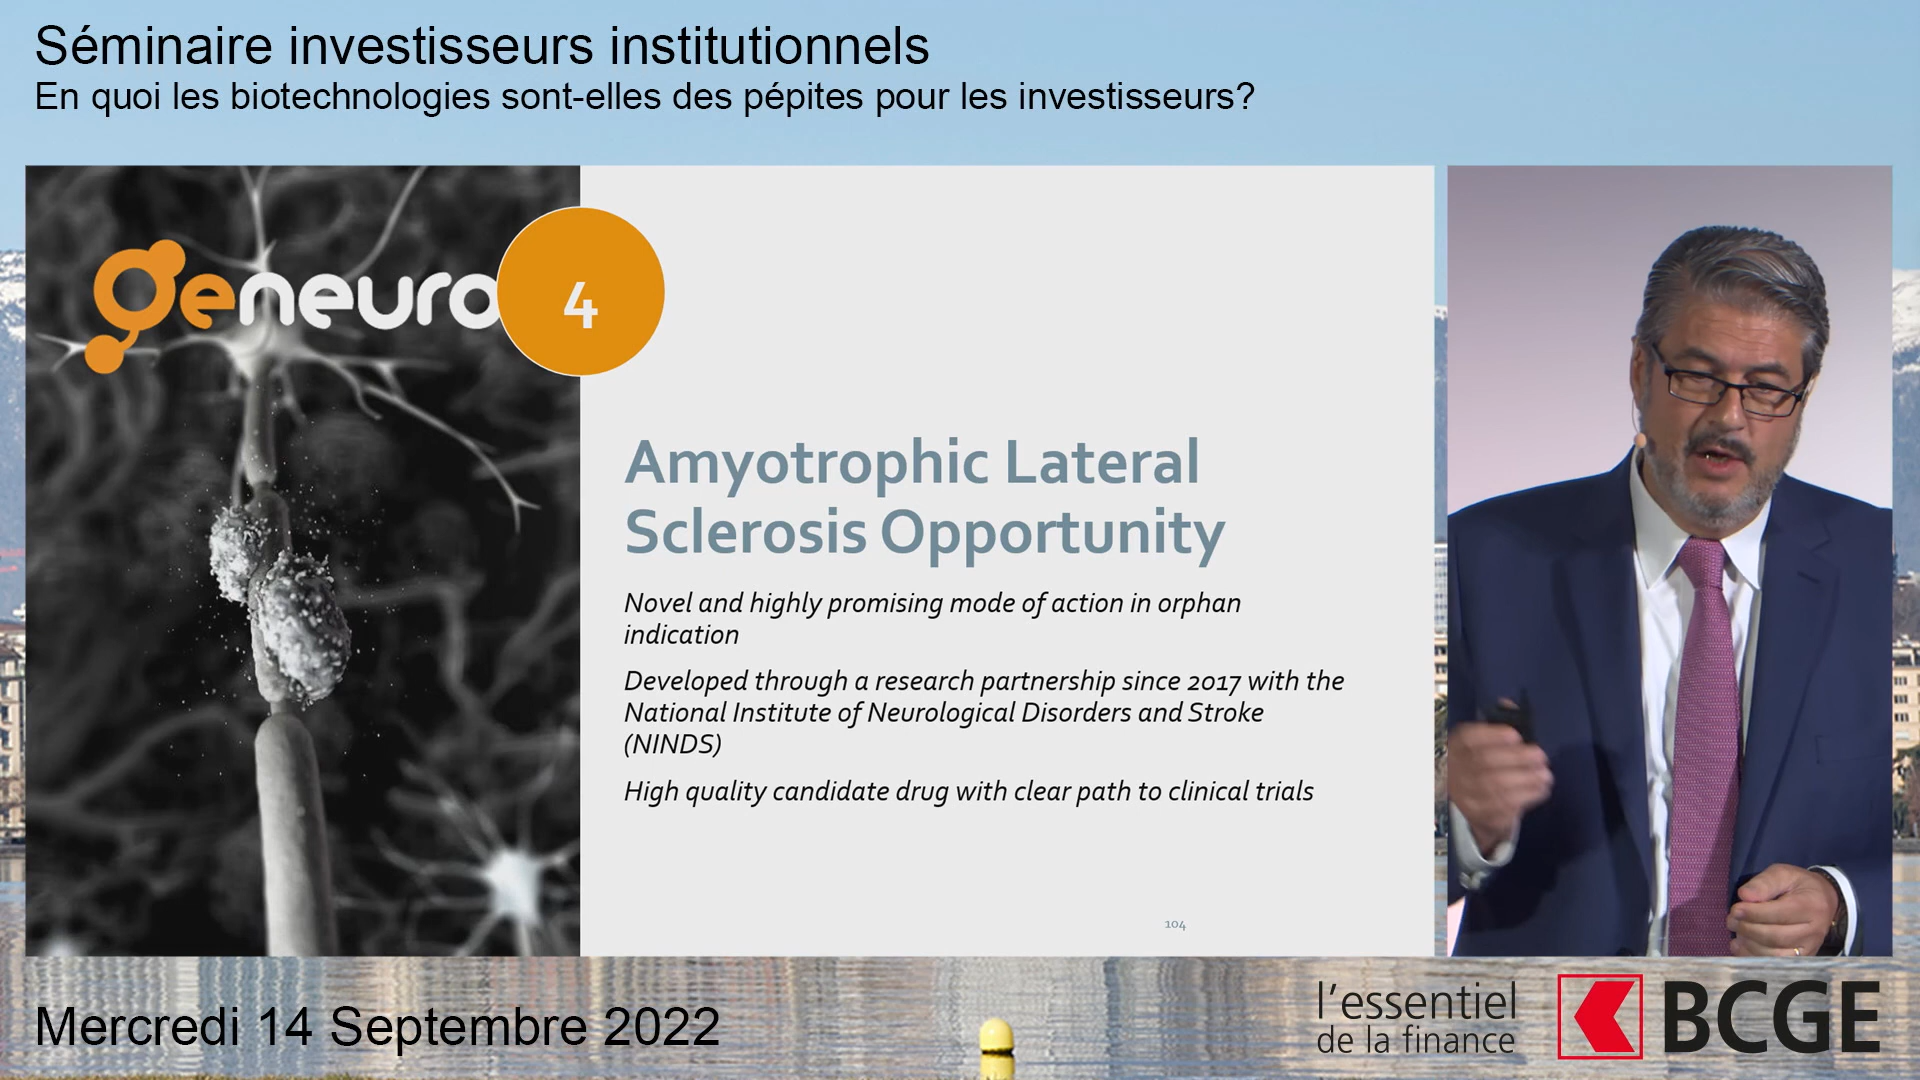 Séminaire investisseurs institutionnels
En quoi les biotechnologies sont-elles des pépites pour les investisseurs?
geneuro
4
Amyotrophic Lateral
Sclerosis Opportunity
Novel and highly promising mode of action in orphan
indication
Developed through a research partnership since 2017 with the
National Institute of Neurological Disorders and Stroke
(NINDS)
High quality candidate drug with clear path to clinical trials
104
Mercredi 14 Septembre 2022
l'essentiel
de la finance
BCGE